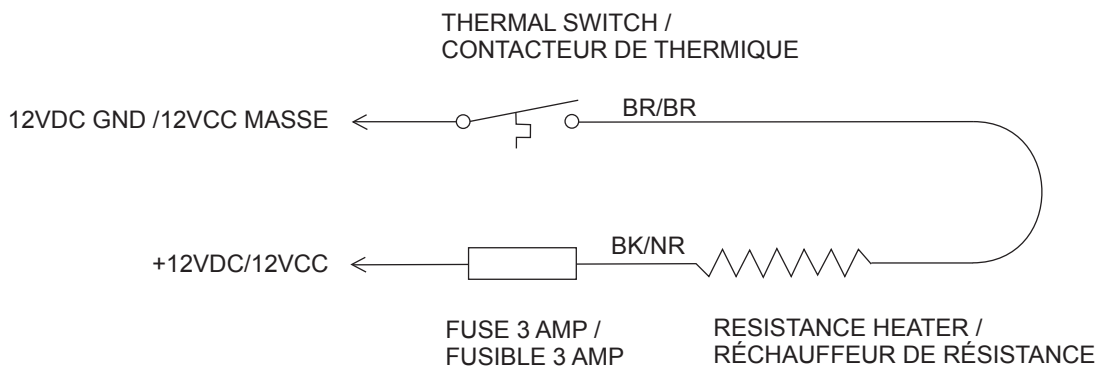 THERMAL SWITCH /
CONTACTEUR DE THERMIQUE
12VDC GND /12VCC MASSE
BR/BR
+12VDC/12VCC
BK/NR
FUSE 3 AMP /
FUSIBLE 3 AMP
RESISTANCE HEATER /
RÉCHAUFFEUR DE RÉSISTANCE